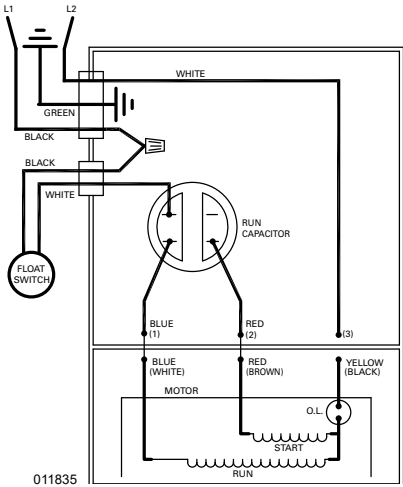 L1
L2
WHITE
GREEN
BLACK
BLACK
WHITE
RUN
CAPACITOR
FLOAT
SWITCH
BLUE
(1)
RED
(2)
(3)
BLUE
(WHITE)
RED
(BROWN)
YELLOW
(BLACK)
MOTOR
O.L.
START
RUN
011835